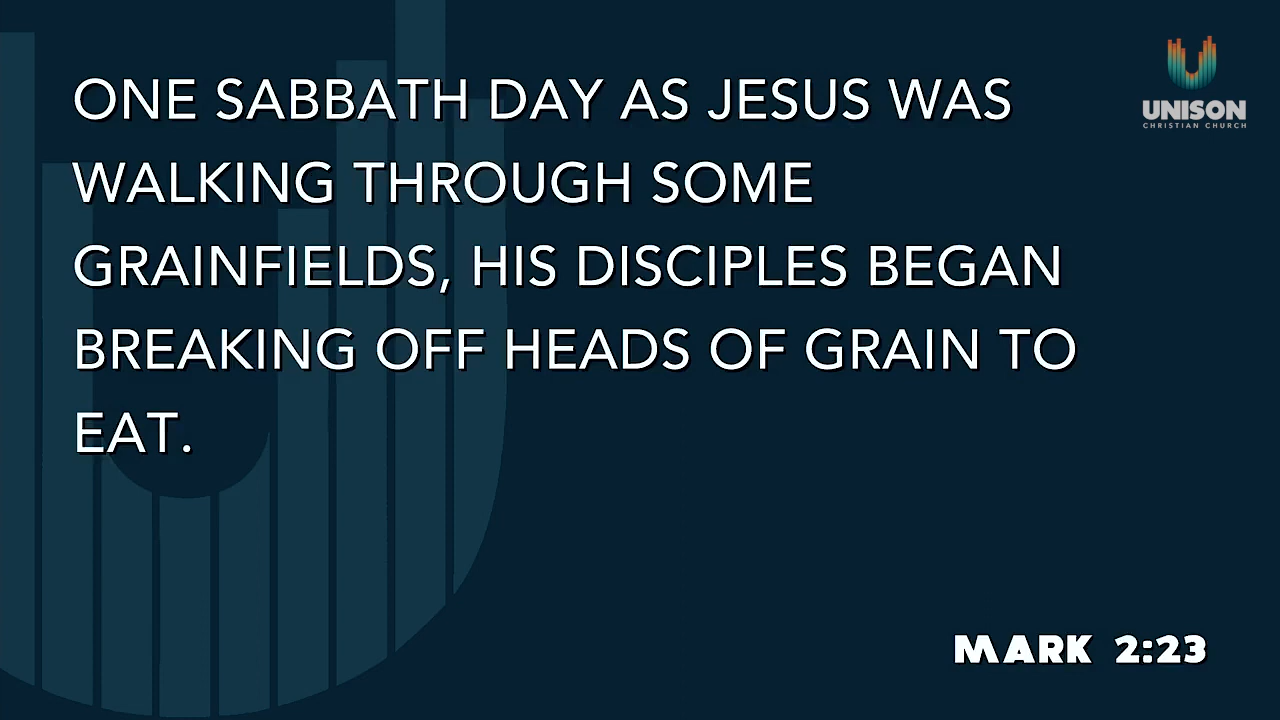 ONE SABBATH DAY AS JESUS WAS
WALKING THROUGH SOME
GRAINFIELDS, HIS DISCIPLES BEGAN
BREAKING OFF HEADS OF GRAIN TO
EAT.
UNISON
CHRISTIAN CHURCH
MARK 2:23